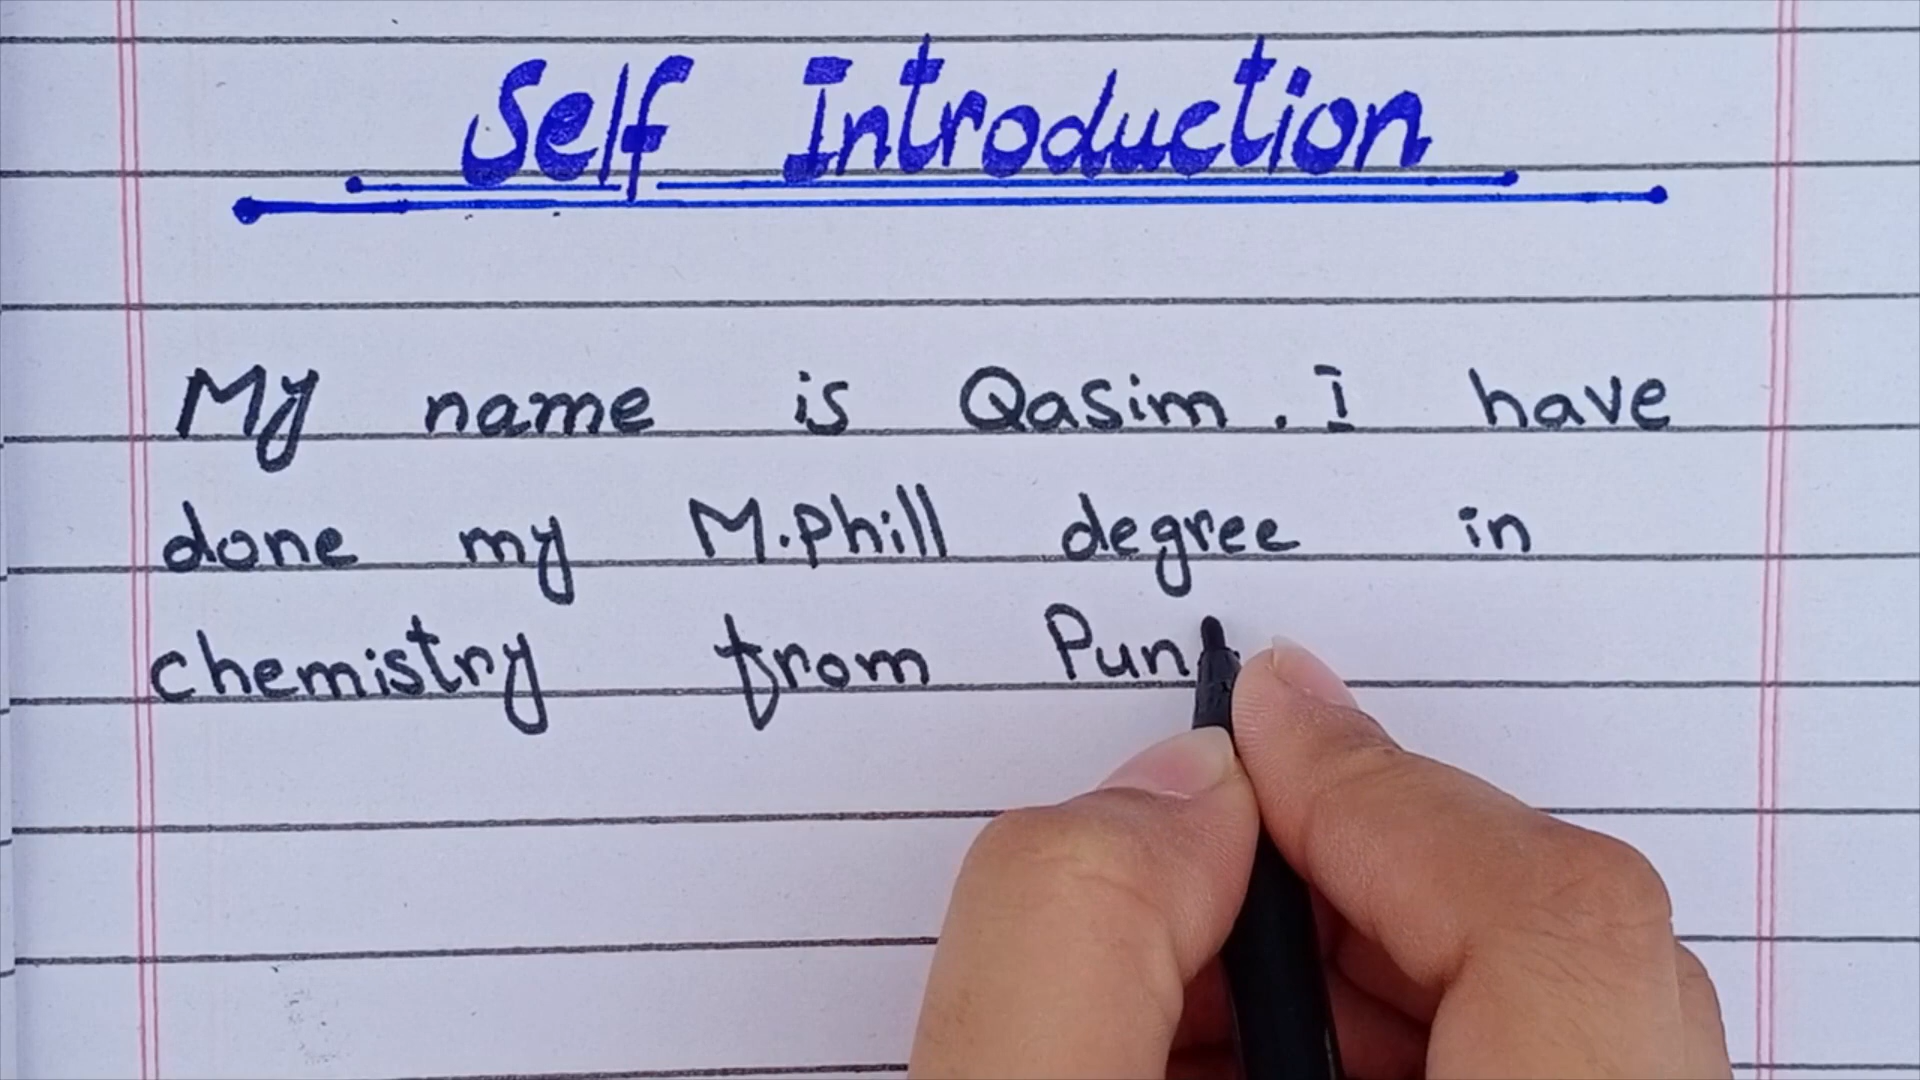 Self Introduction
My name is Qasim. I have
done my M.Phill degree in
chemistry from Pun